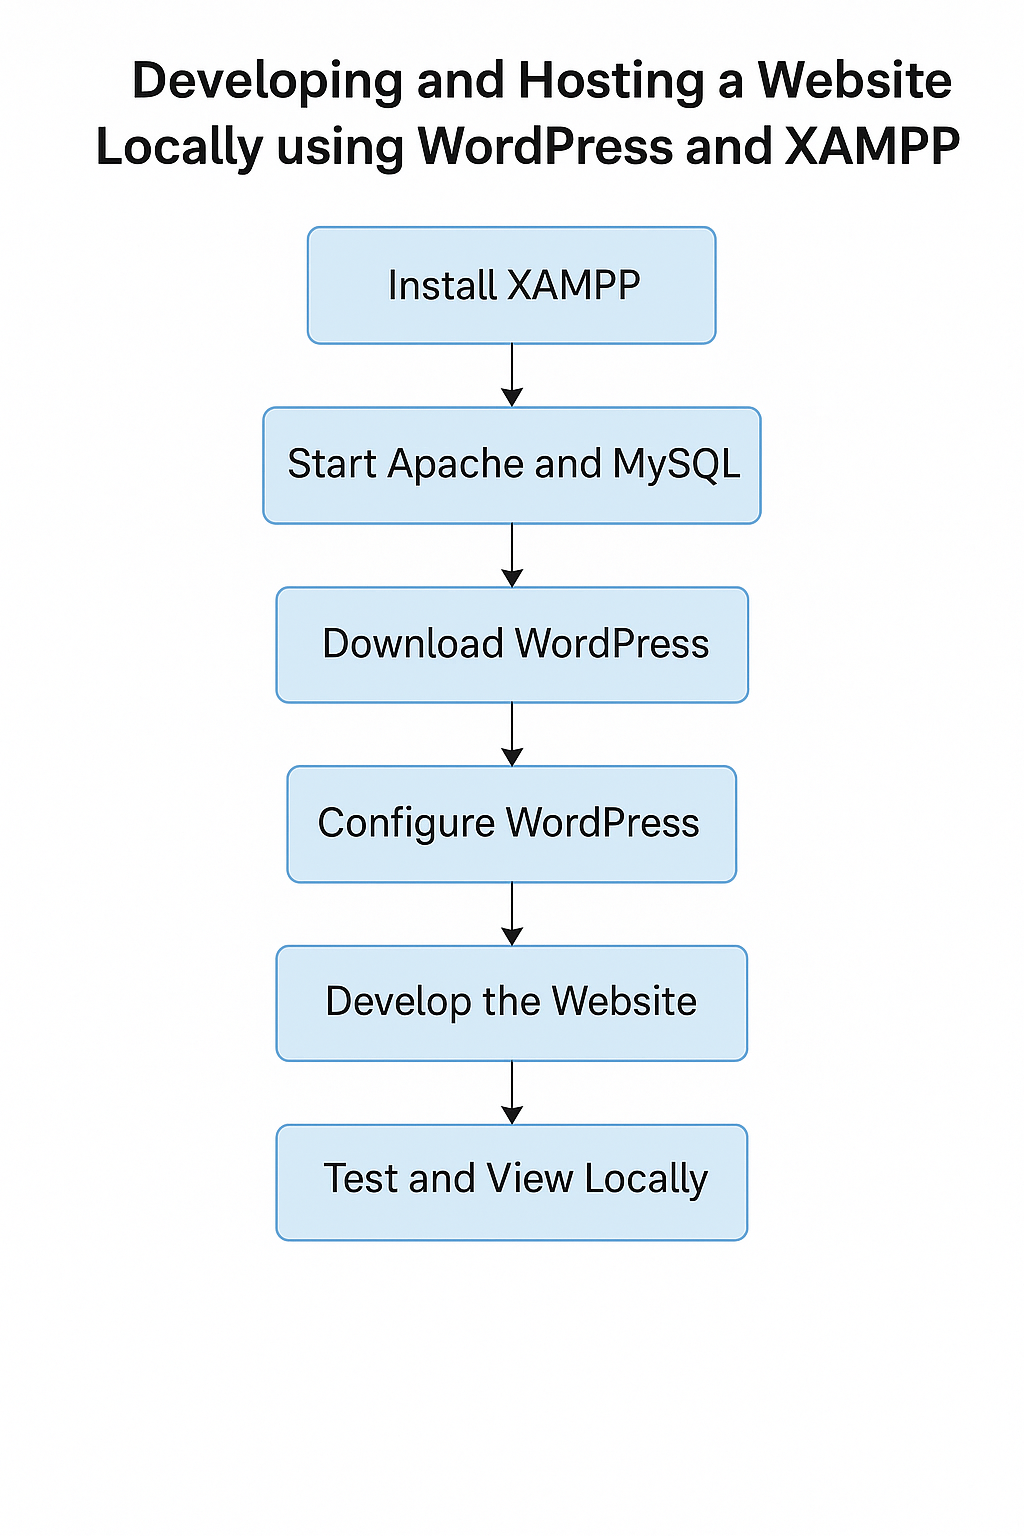 Developing and Hosting a Website
Locally using WordPress and XAMPP
Install XAMPP
Start Apache and MySQL
Download WordPress
Configure WordPress
Develop the Website
Test and View Locally